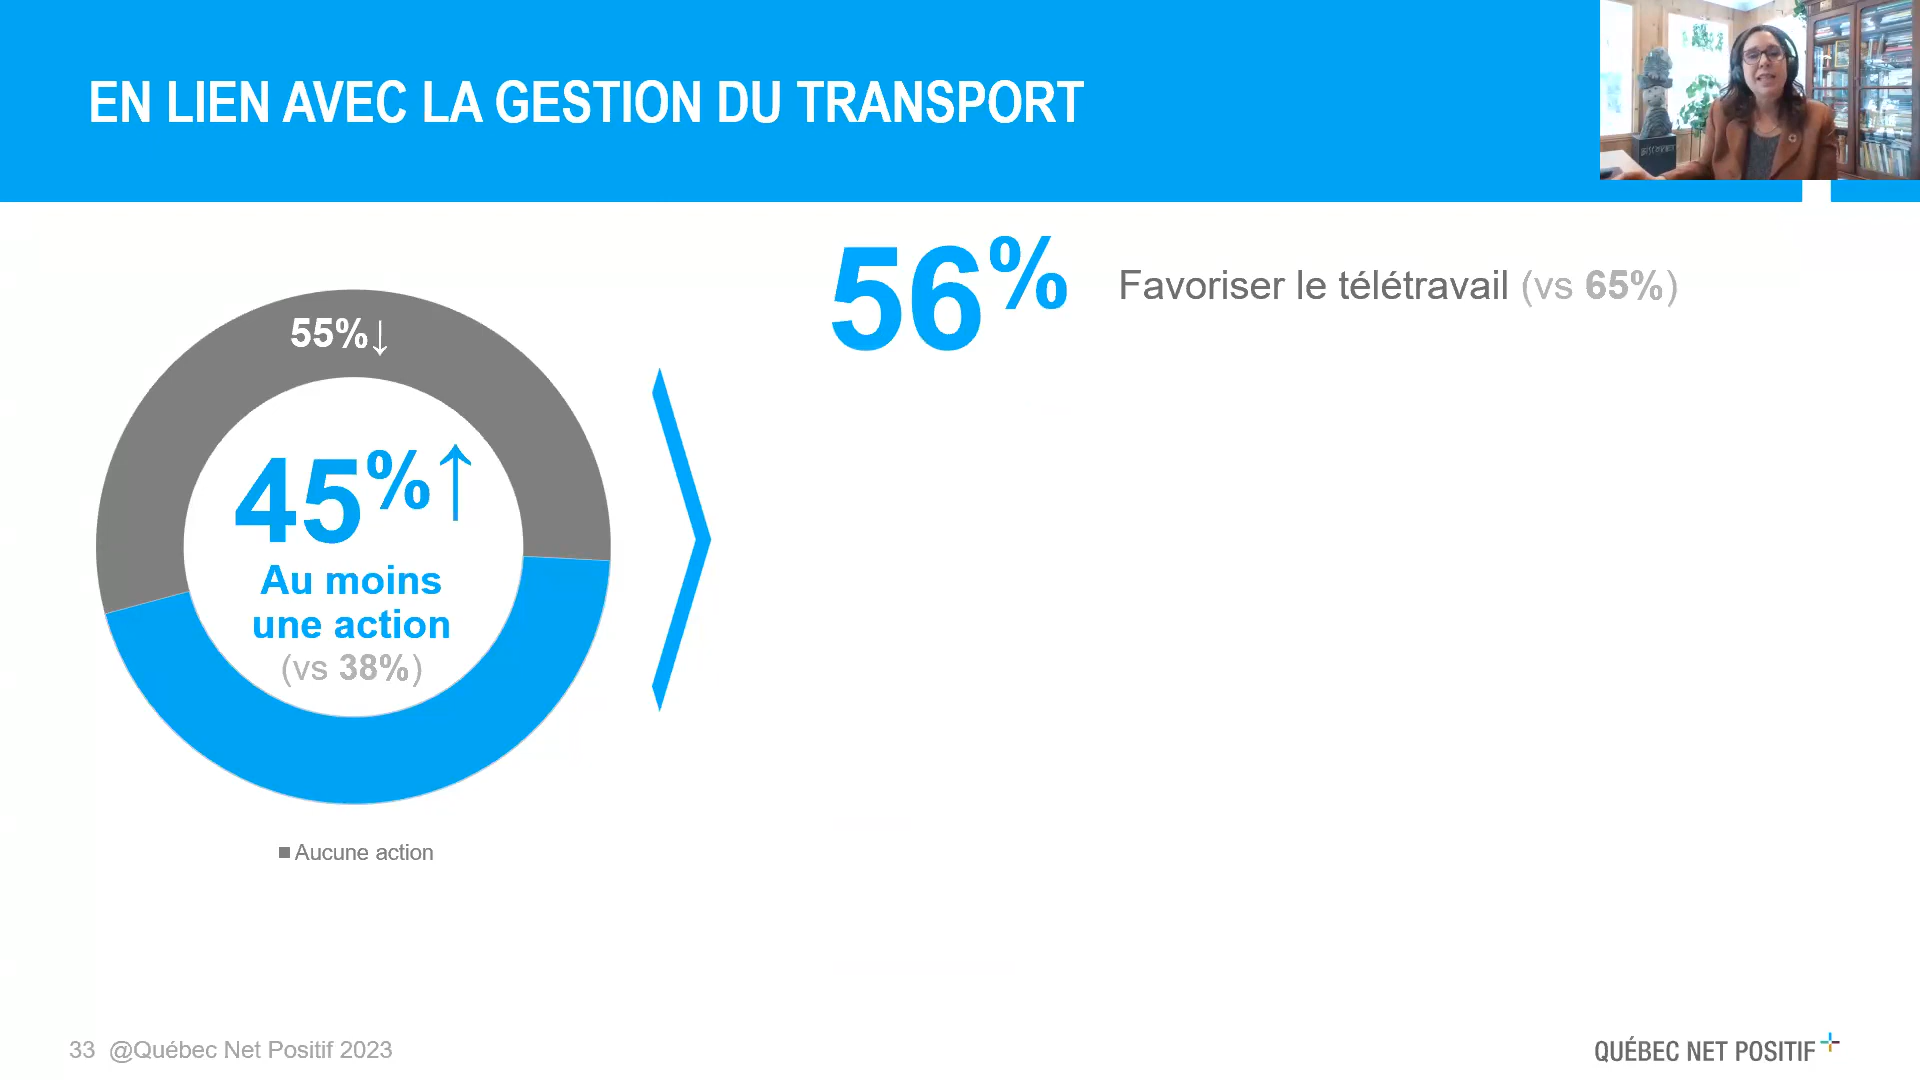 EN LIEN AVEC LA GESTION DU TRANSPORT
56% Favoriser le télétravail (vs 65%)
55%↓
45%↑
Au moins
une action
(vs 38%)
Aucune action
33 @Québec Net Positif 2023
QUÉBEC NET POSITIF